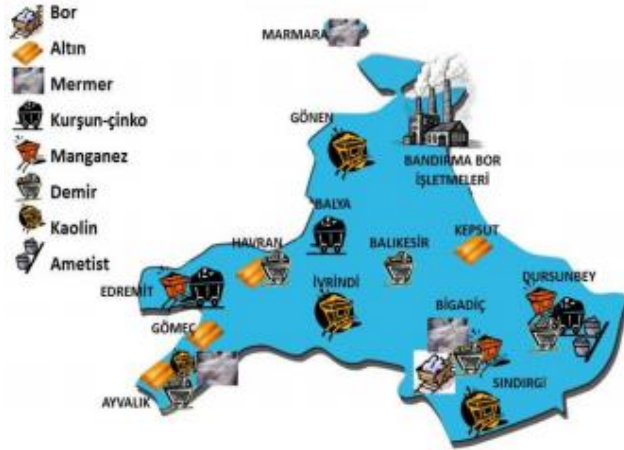 Bor
Altın
Mermer
Kurşun-çinko
Manganez
Demir
Kaolin
Ametist
MARMARA
GÖNEN
BANDIRMA BOR
İŞLETMELERİ
BALYA
HAVRAN
BALIKESİR
KEPSUT
EDREMİT
İVRİNDİ
DURSUNBEY
BİGADİÇ
GÖMEÇ
SINDIRGI
AYVALIK